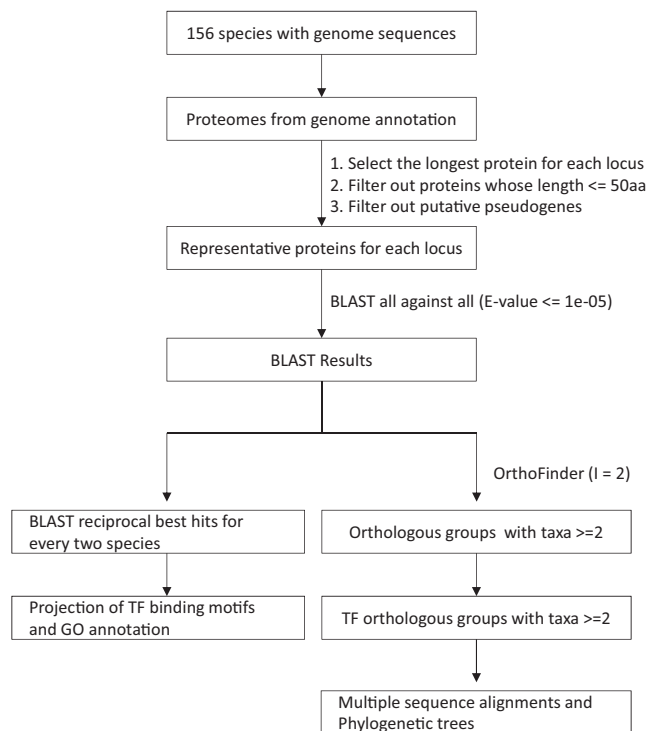 156 species with genome sequences
Proteomes from genome annotation
1. Select the longest protein for each locus
2. Filter out proteins whose length <= 50aa
3. Filter out putative pseudogenes
Representative proteins for each locus
BLAST all against all (E-value <= 1e-05)
BLAST Results
OrthoFinder (I = 2)
BLAST reciprocal best hits for
every two species
Orthologous groups with taxa >=2
Projection of TF binding motifs
and GO annotation
TF orthologous groups with taxa >=2
Multiple sequence alignments and
Phylogenetic trees